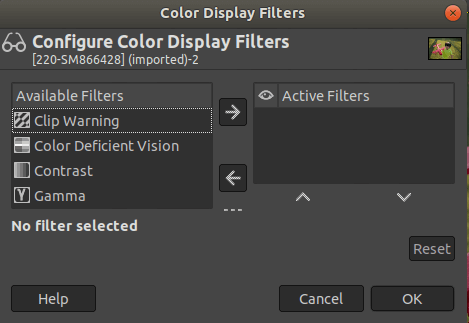 Color Display Filters
Configure Color Display Filters
[220-SM866428] (imported)-2
Available Filters
Clip Warning
Color Deficient Vision
Contrast
Gamma
Active Filters
No filter selected
Reset
Help
Cancel
OK